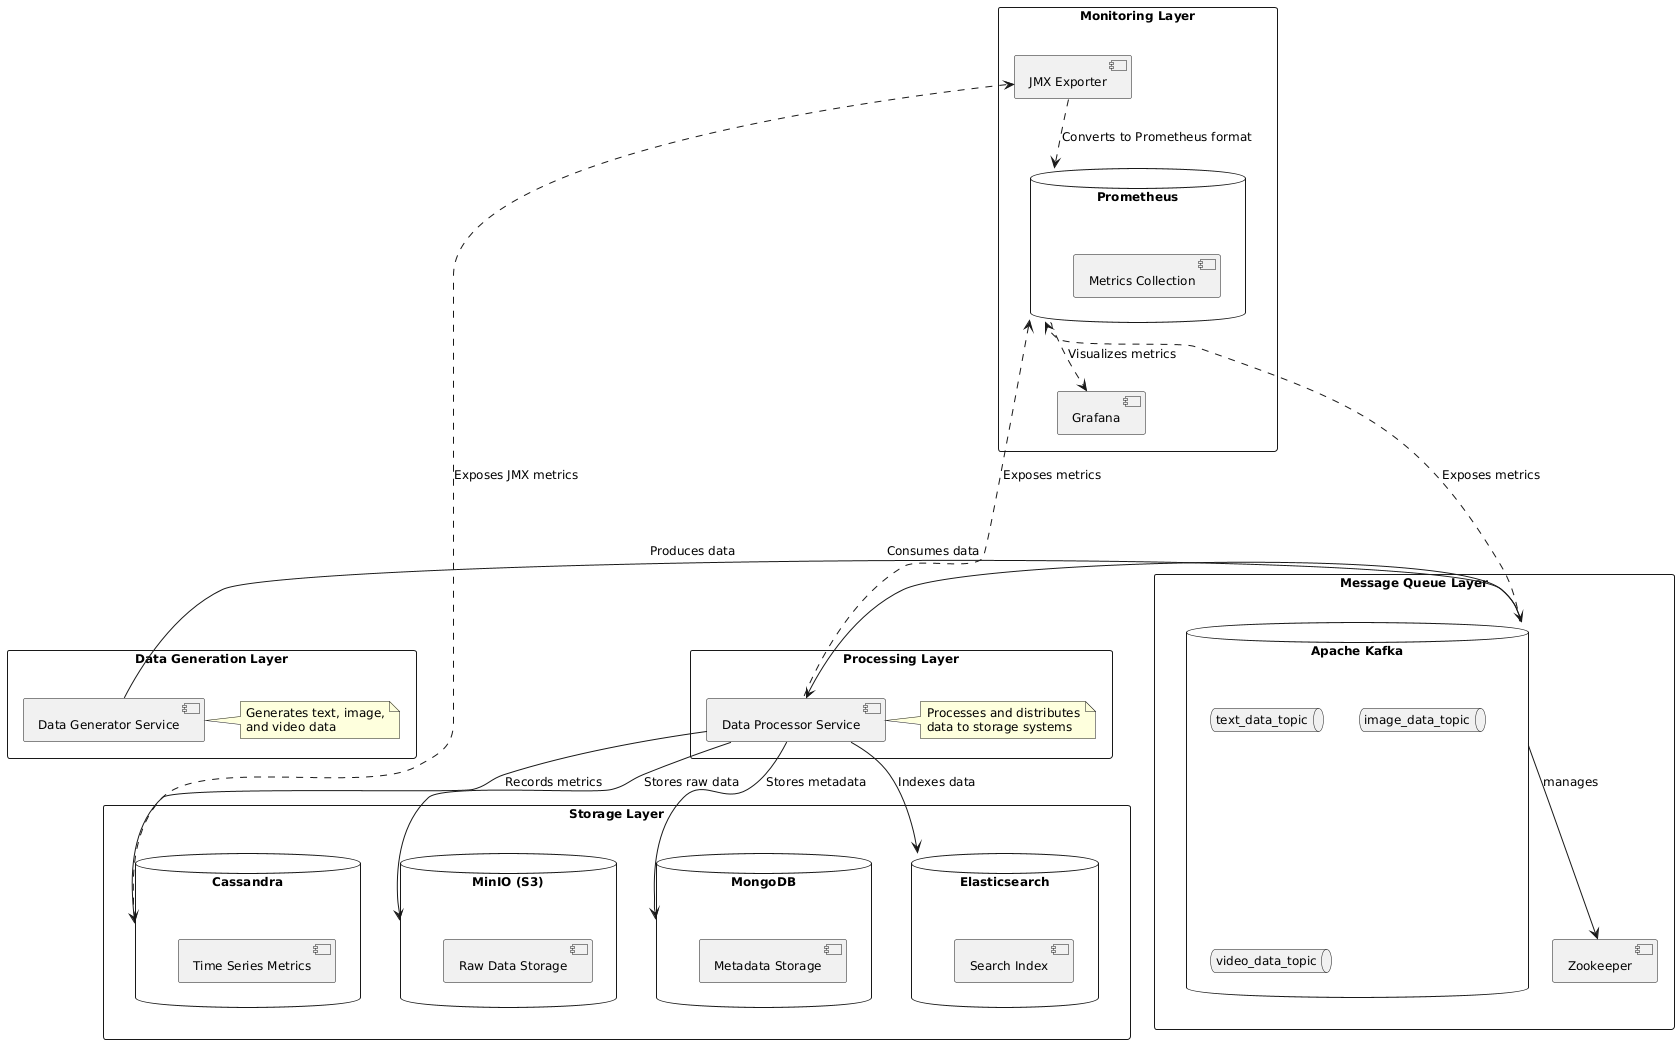 Monitoring Layer
JMX Exporter
Converts to Prometheus format
Prometheus
Metrics Collection
Visualizes metrics
Grafana
Exposes JMX metrics
Exposes metrics
Exposes metrics
Produces data
Consumes data
Data Generation Layer
Data Generator Service
Generates text, image,
and video data
Processing Layer
Data Processor Service
Processes and distributes
data to storage systems
Message Queue Layer
Apache Kafka
text_data_topic
image_data_topic
video_data_topic
manages
Zookeeper
Records metrics
Stores raw data
Stores metadata
Indexes data
Storage Layer
Cassandra
Time Series Metrics
MinIO (S3)
Raw Data Storage
MongoDB
Metadata Storage
Elasticsearch
Search Index